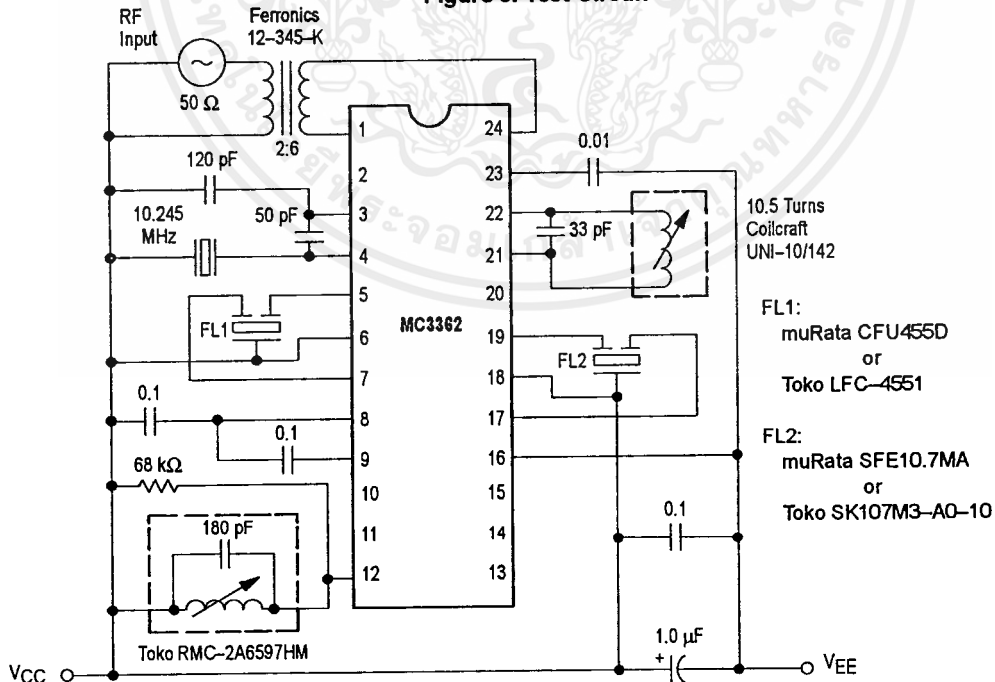 RF
Input
Ferronics
12–345–K
50 Ω
2:6
120 pF
50 pF
10.245
MHz
FL1
0.1
0.1
68 kΩ
180 pF
Toko RMC–2A6597HM
VCC
MC3362
1
2
3
4
5
6
7
8
9
10
11
12
24
23
22
21
20
19
18
17
16
15
14
13
0.01
33 pF
10.5 Turns
Coilcraft
UNI–10/142
FL2
FL1:
muRata CFU455D
or
Toko LFC–4551
FL2:
muRata SFE10.7MA
or
Toko SK107M3–A0–10
0.1
1.0 µF
+
VEE